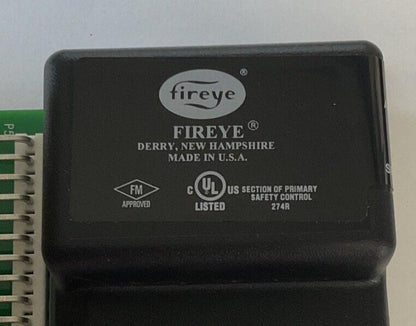 fireye®
FIREYE®
DERRY, NEW HAMPSHIRE
MADE IN U.S.A.
FM
APPROVED
C UL US
LISTED
SECTION OF PRIMARY
SAFETY CONTROL
274R